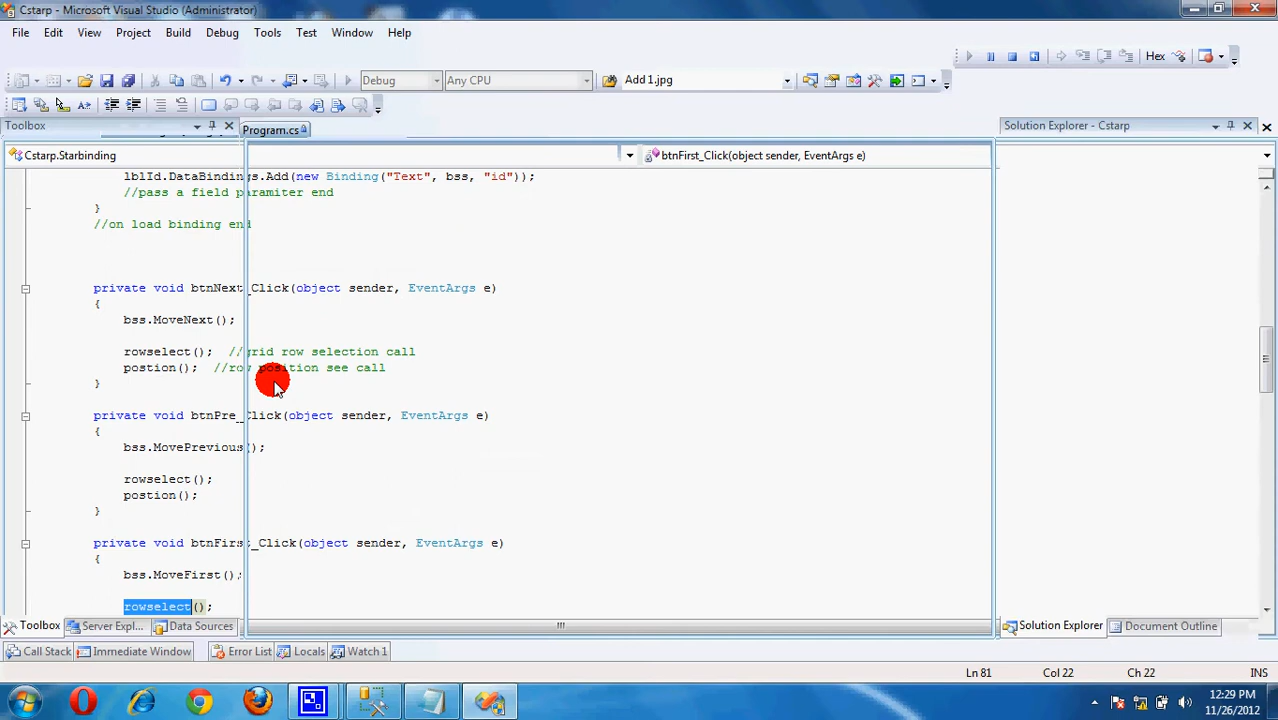 Cstarp - Microsoft Visual Studio (Administrator)
File Edit View Project Build Debug Tools Test Window Help
Hex
Debug Any CPU Add 1.jpg
Toolbox
Program.cs
Solution Explorer - Cstarp
Cstarp.Starbinding
btnFirst_Click(object sender, EventArgs e)
lblId.DataBindings.Add(new Binding("Text", bss, "id"));
//pass a field paramiter end
}
//on load binding end
private void btnNext_Click(object sender, EventArgs e)
{
bss.MoveNext();
rowselect(); //grid row selection call
postion(); //row position see call
}
private void btnPre_Click(object sender, EventArgs e)
{
bss.MovePrevious();
rowselect();
postion();
}
private void btnFirst_Click(object sender, EventArgs e)
{
bss.MoveFirst();
rowselect();
Toolbox Server Expl... Data Sources
Solution Explorer Document Outline
Call Stack Immediate Window Error List Locals Watch 1
Ln 81 Col 22 Ch 22 INS
12:29 PM
11/26/2012